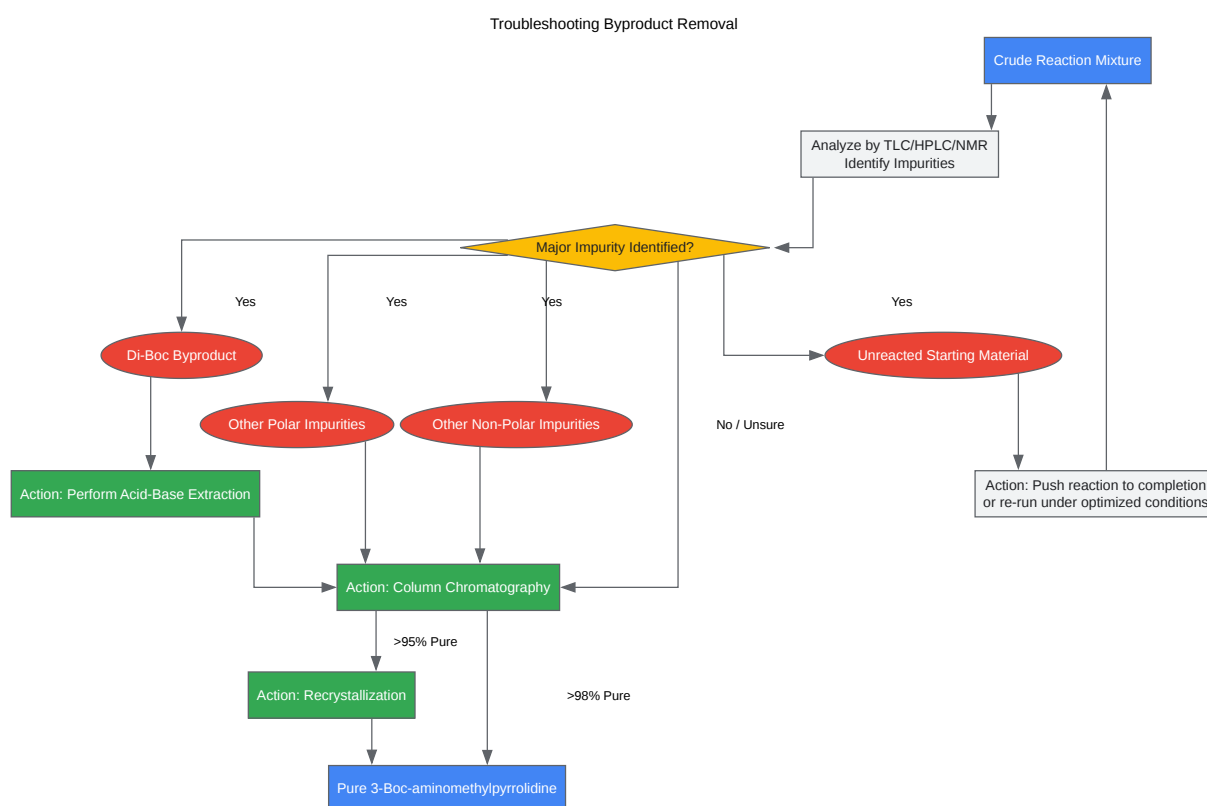 Troubleshooting Byproduct Removal
Crude Reaction Mixture
Analyze by TLC/HPLC/NMR
Identify Impurities
Major Impurity Identified?
Yes
Yes
Yes
Yes
Di-Boc Byproduct
Unreacted Starting Material
Other Polar Impurities
Other Non-Polar Impurities
No / Unsure
Action: Perform Acid-Base Extraction
Action: Push reaction to completion
or re-run under optimized conditions
Action: Column Chromatography
>95% Pure
Action: Recrystallization
>98% Pure
Pure 3-Boc-aminomethylpyrrolidine